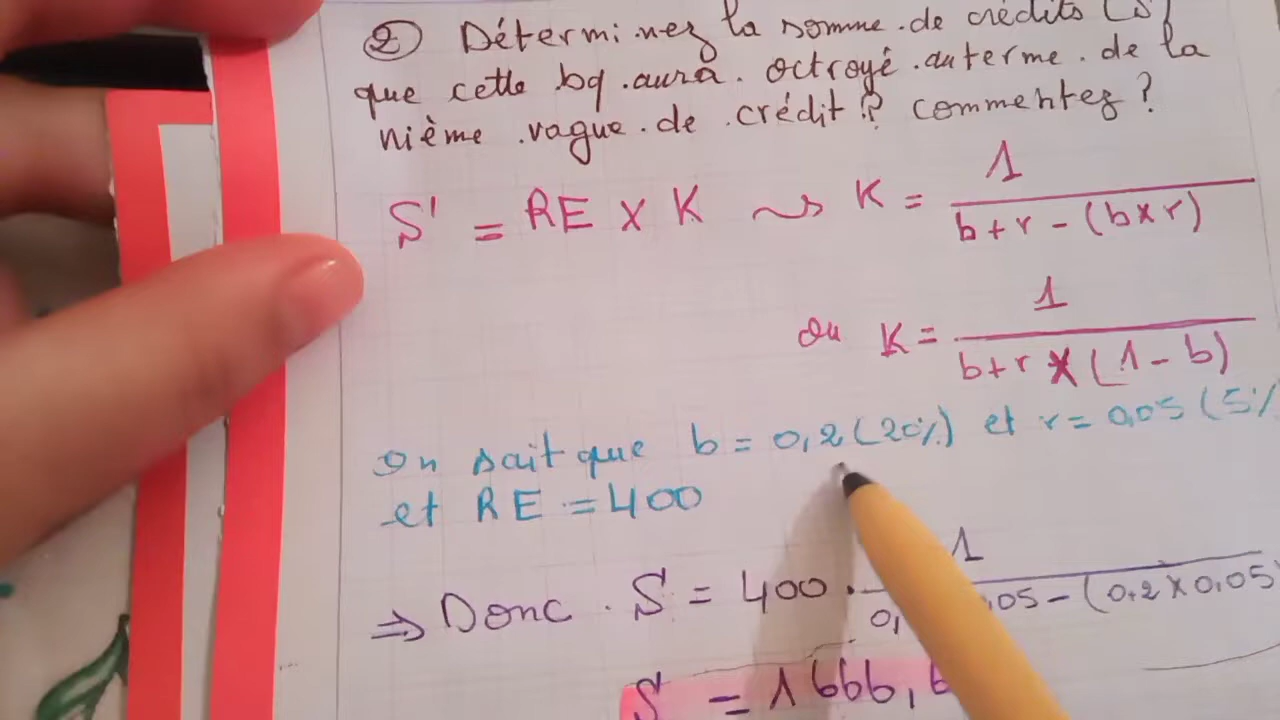 ② Déterminez la somme de crédits (S)
que cette bq aura octroyé au terme de la
nième vague de crédit ? commentez ?
S = RE X K ⇝ K = 1 / b + r - (b x r)
ou K = 1 / b + r x (1 - b)
On sait que b = 0,2 (20%) et r = 0,05 (5%
et RE = 400
⇒ Donc S = 400 . 1 / 0, ,05 - (0.2 x 0,05)
S = 1666, 6